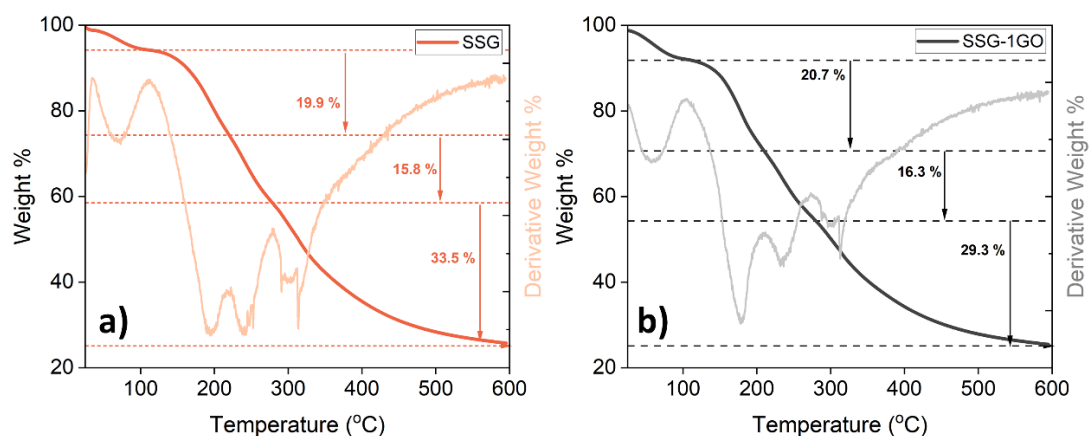 100
80
60
40
20
Weight %
SSG
19.9 %
15.8 %
33.5 %
a)
Derivative Weight %
100 200 300 400 500 600
Temperature (°C)
100
80
60
40
20
Weight %
SSG-1GO
20.7 %
16.3 %
29.3 %
b)
Derivative Weight %
100 200 300 400 500 600
Temperature (°C)